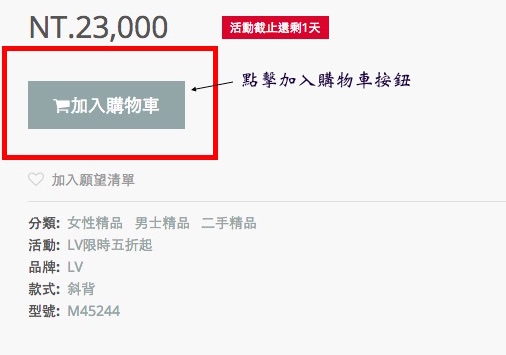 NT.23,000
活動截止還剩1天
加入購物車
點擊加入購物車按鈕
加入願望清單
分類: 女性精品 男士精品 二手精品
活動: LV限時五折起
品牌: LV
款式: 斜背
型號: M45244